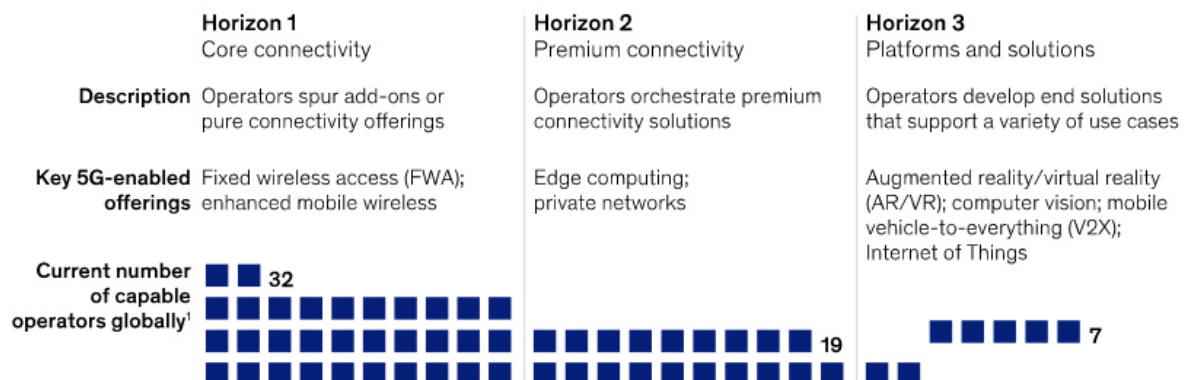 Horizon 1
Core connectivity
Horizon 2
Premium connectivity
Horizon 3
Platforms and solutions
Description
Operators spur add-ons or
pure connectivity offerings
Operators orchestrate premium
connectivity solutions
Operators develop end solutions
that support a variety of use cases
Key 5G-enabled
offerings
Fixed wireless access (FWA);
enhanced mobile wireless
Edge computing;
private networks
Augmented reality/virtual reality
(AR/VR); computer vision; mobile
vehicle-to-everything (V2X);
Internet of Things
Current number
of capable
operators globally¹
32
19
7